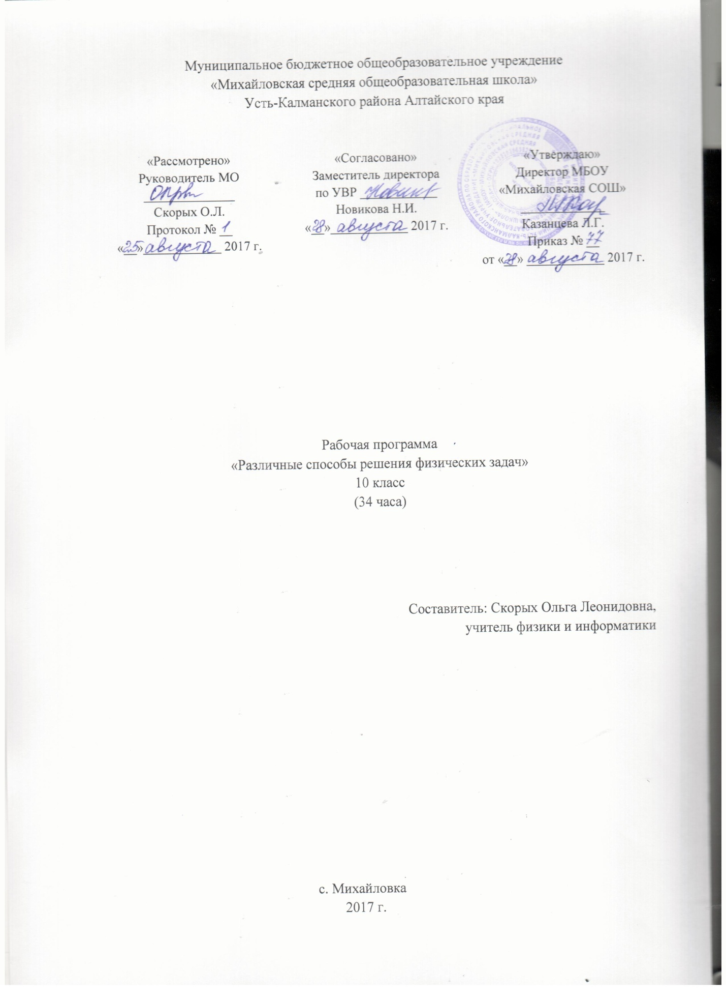 Муниципальное бюджетное общеобразовательное учреждение
«Михайловская средняя общеобразовательная школа»
Усть-Калманского района Алтайского края
«Рассмотрено»
Руководитель МО
Скорых О.Л.
Протокол № 1
«25» августа 2017 г.
«Согласовано»
Заместитель директора
по УВР
Новикова Н.И.
«28» августа 2017 г.
«Утверждаю»
Директор МБОУ
«Михайловская СОШ»
Казанцева Л.Г.
Приказ № 77
от «28» августа 2017 г.
Рабочая программа
«Различные способы решения физических задач»
10 класс
(34 часа)
Составитель: Скорых Ольга Леонидовна,
учитель физики и информатики
с. Михайловка
2017 г.